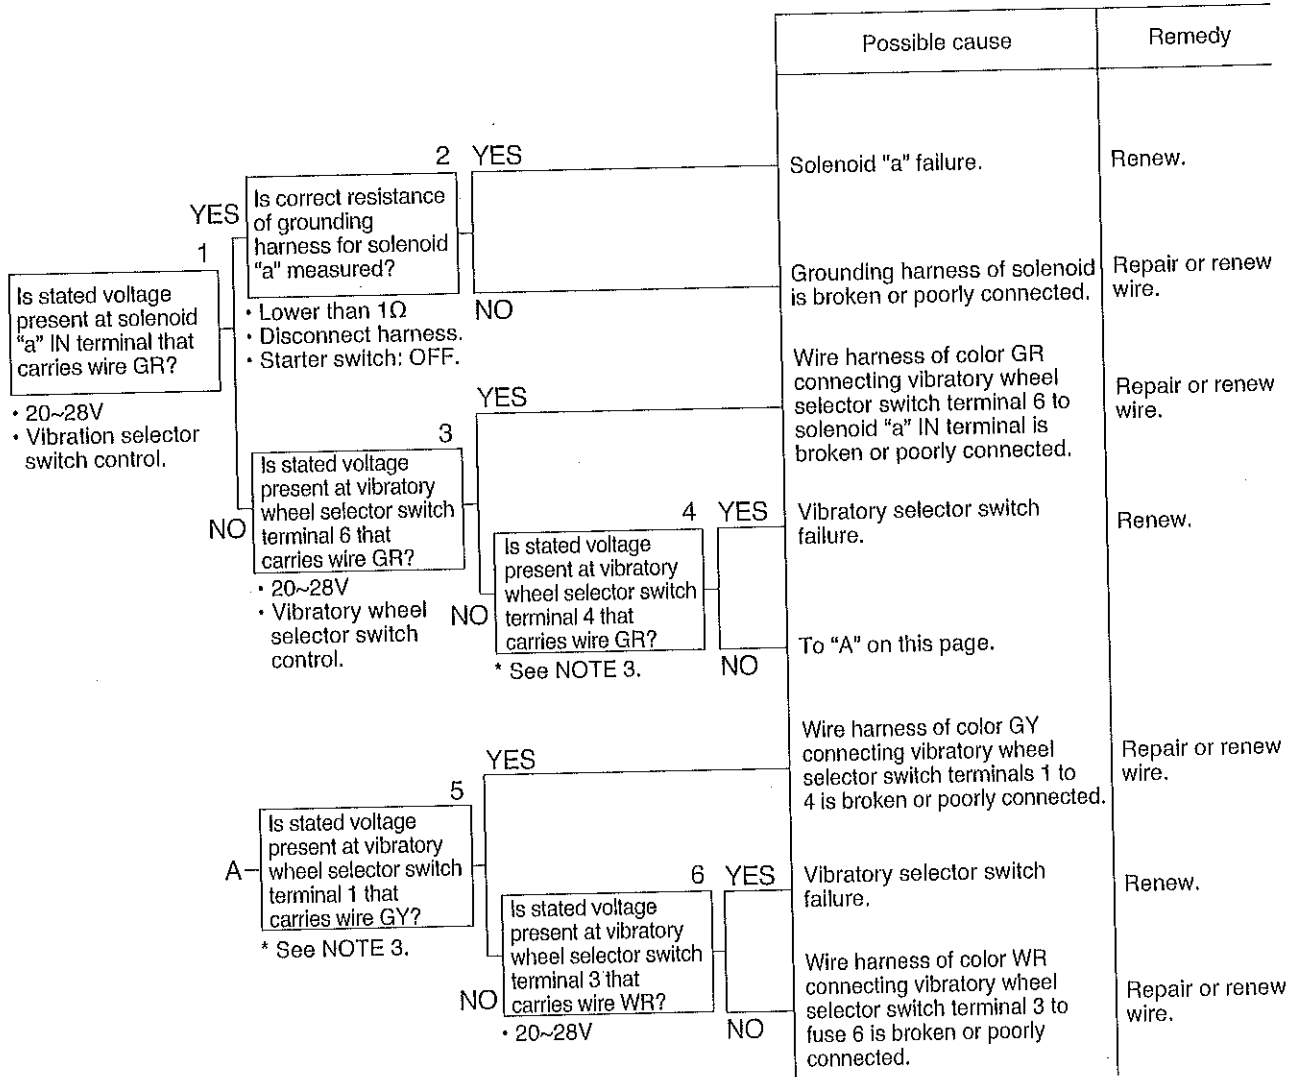 Possible cause
Remedy
2 YES
Solenoid "a" failure.
Renew.
YES
Is correct resistance
of grounding
harness for solenoid
"a" measured?
1
Is stated voltage
present at solenoid
"a" IN terminal that
carries wire GR?
• 20~28V
• Vibration selector
switch control.
• Lower than 1Ω
• Disconnect harness.
• Starter switch: OFF.
NO
Grounding harness of solenoid
is broken or poorly connected.
Repair or renew
wire.
YES
Wire harness of color GR
connecting vibratory wheel
selector switch terminal 6 to
solenoid "a" IN terminal is
broken or poorly connected.
Repair or renew
wire.
3
NO
Is stated voltage
present at vibratory
wheel selector switch
terminal 6 that
carries wire GR?
• 20~28V
• Vibratory wheel
selector switch
control.
4 YES
Vibratory selector switch
failure.
Renew.
NO
Is stated voltage
present at vibratory
wheel selector switch
terminal 4 that
carries wire GR?
* See NOTE 3.
NO
To "A" on this page.
YES
Wire harness of color GY
connecting vibratory wheel
selector switch terminals 1 to
4 is broken or poorly connected.
Repair or renew
wire.
5
A
Is stated voltage
present at vibratory
wheel selector switch
terminal 1 that
carries wire GY?
* See NOTE 3.
6 YES
Vibratory selector switch
failure.
Renew.
NO
Is stated voltage
present at vibratory
wheel selector switch
terminal 3 that
carries wire WR?
• 20~28V
NO
Wire harness of color WR
connecting vibratory wheel
selector switch terminal 3 to
fuse 6 is broken or poorly
connected.
Repair or renew
wire.